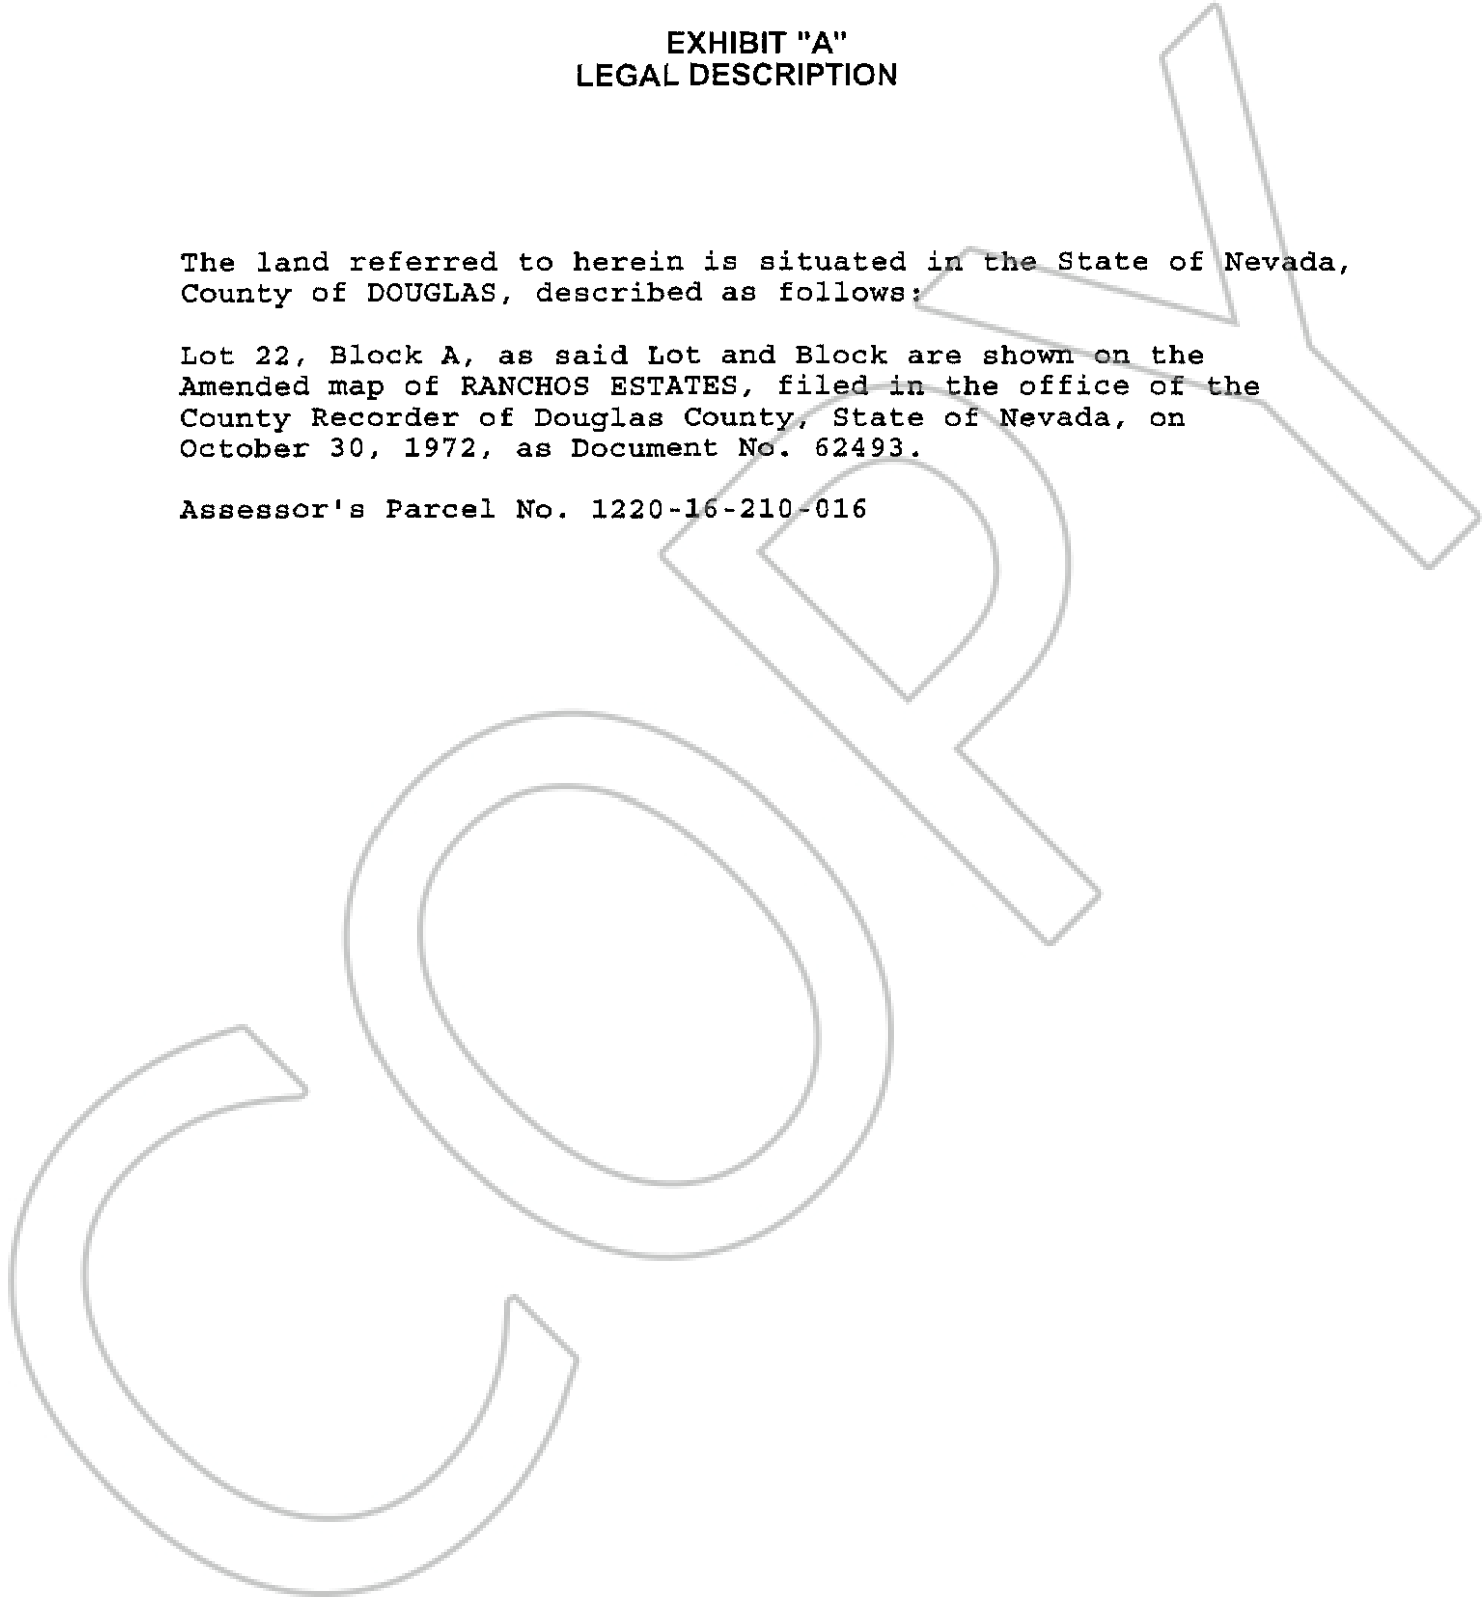 EXHIBIT "A"
LEGAL DESCRIPTION
The land referred to herein is situated in the State of Nevada,
County of DOUGLAS, described as follows:
Lot 22, Block A, as said Lot and Block are shown on the
Amended map of RANCHOS ESTATES, filed in the office of the
County Recorder of Douglas County, State of Nevada, on
October 30, 1972, as Document No. 62493.
Assessor's Parcel No. 1220-16-210-016
COPY